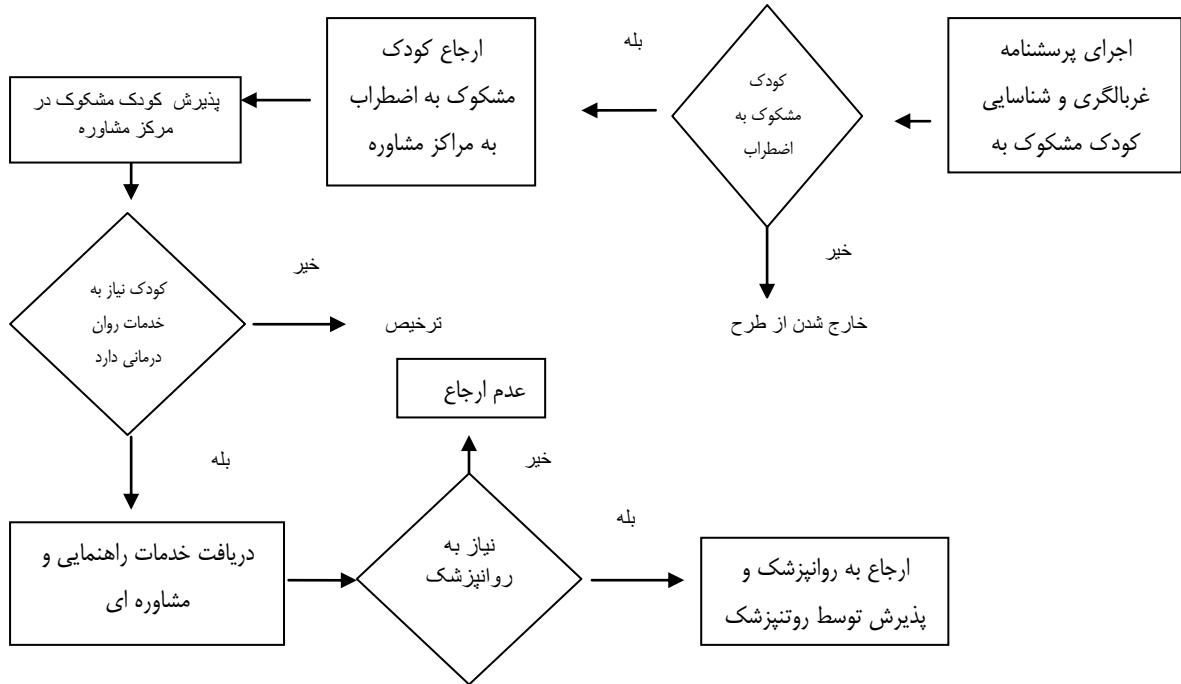 اجرای پرسشنامه
غربالگری و شناسایی
کودک مشکوک به
کودک
مشکوک به
اضطراب
بله
ارجاع کودک
مشکوک به اضطراب
به مراکز مشاوره
پذیرش کودک مشکوک در
مرکز مشاوره
خیر
خارج شدن از طرح
کودک نیاز به
خدمات روان
درمانی دارد
خیر
ترخیص
بله
دریافت خدمات راهنمایی و
مشاوره ای
نیاز به
روانپزشک
خیر
عدم ارجاع
بله
ارجاع به روانپزشک و
پذیرش توسط روتنپزشک